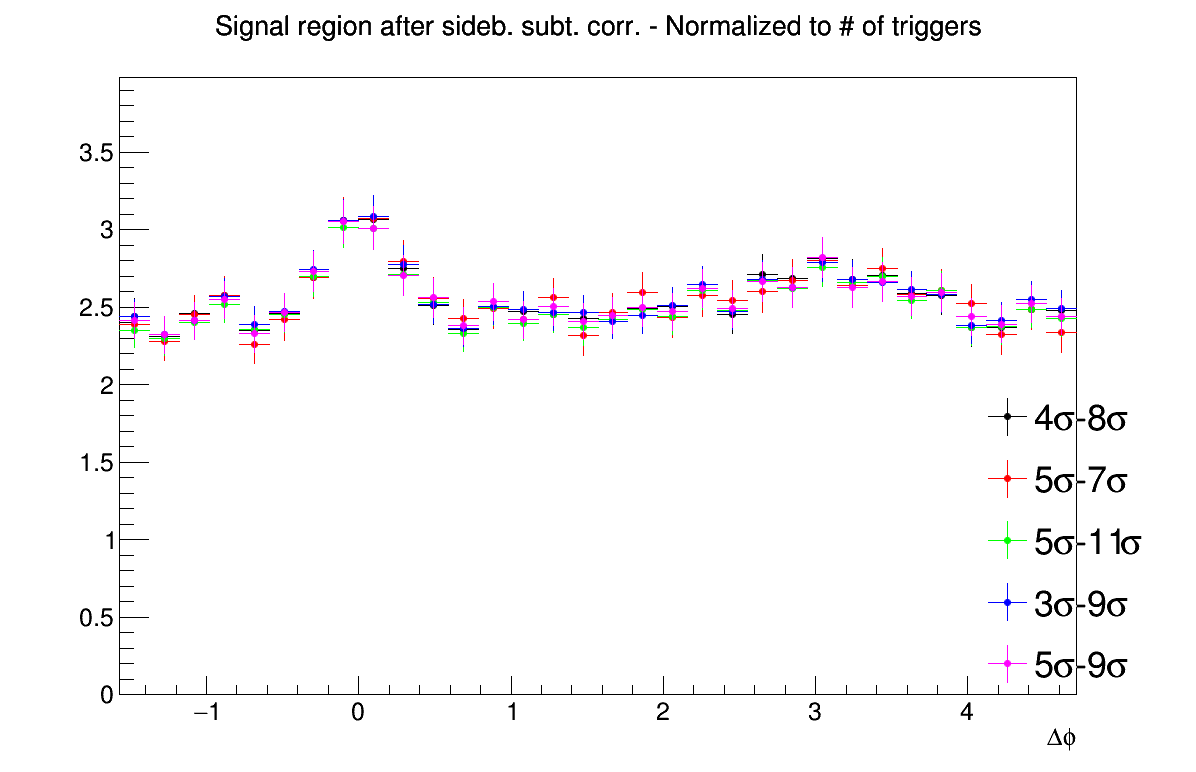 Signal region after sideb. subt. corr. - Normalized to # of triggers
3.5
3
2.5
2
1.5
1
0.5
0
4σ-8σ
5σ-7σ
5σ-11σ
3σ-9σ
5σ-9σ
−1 0 1 2 3 4
Δϕ